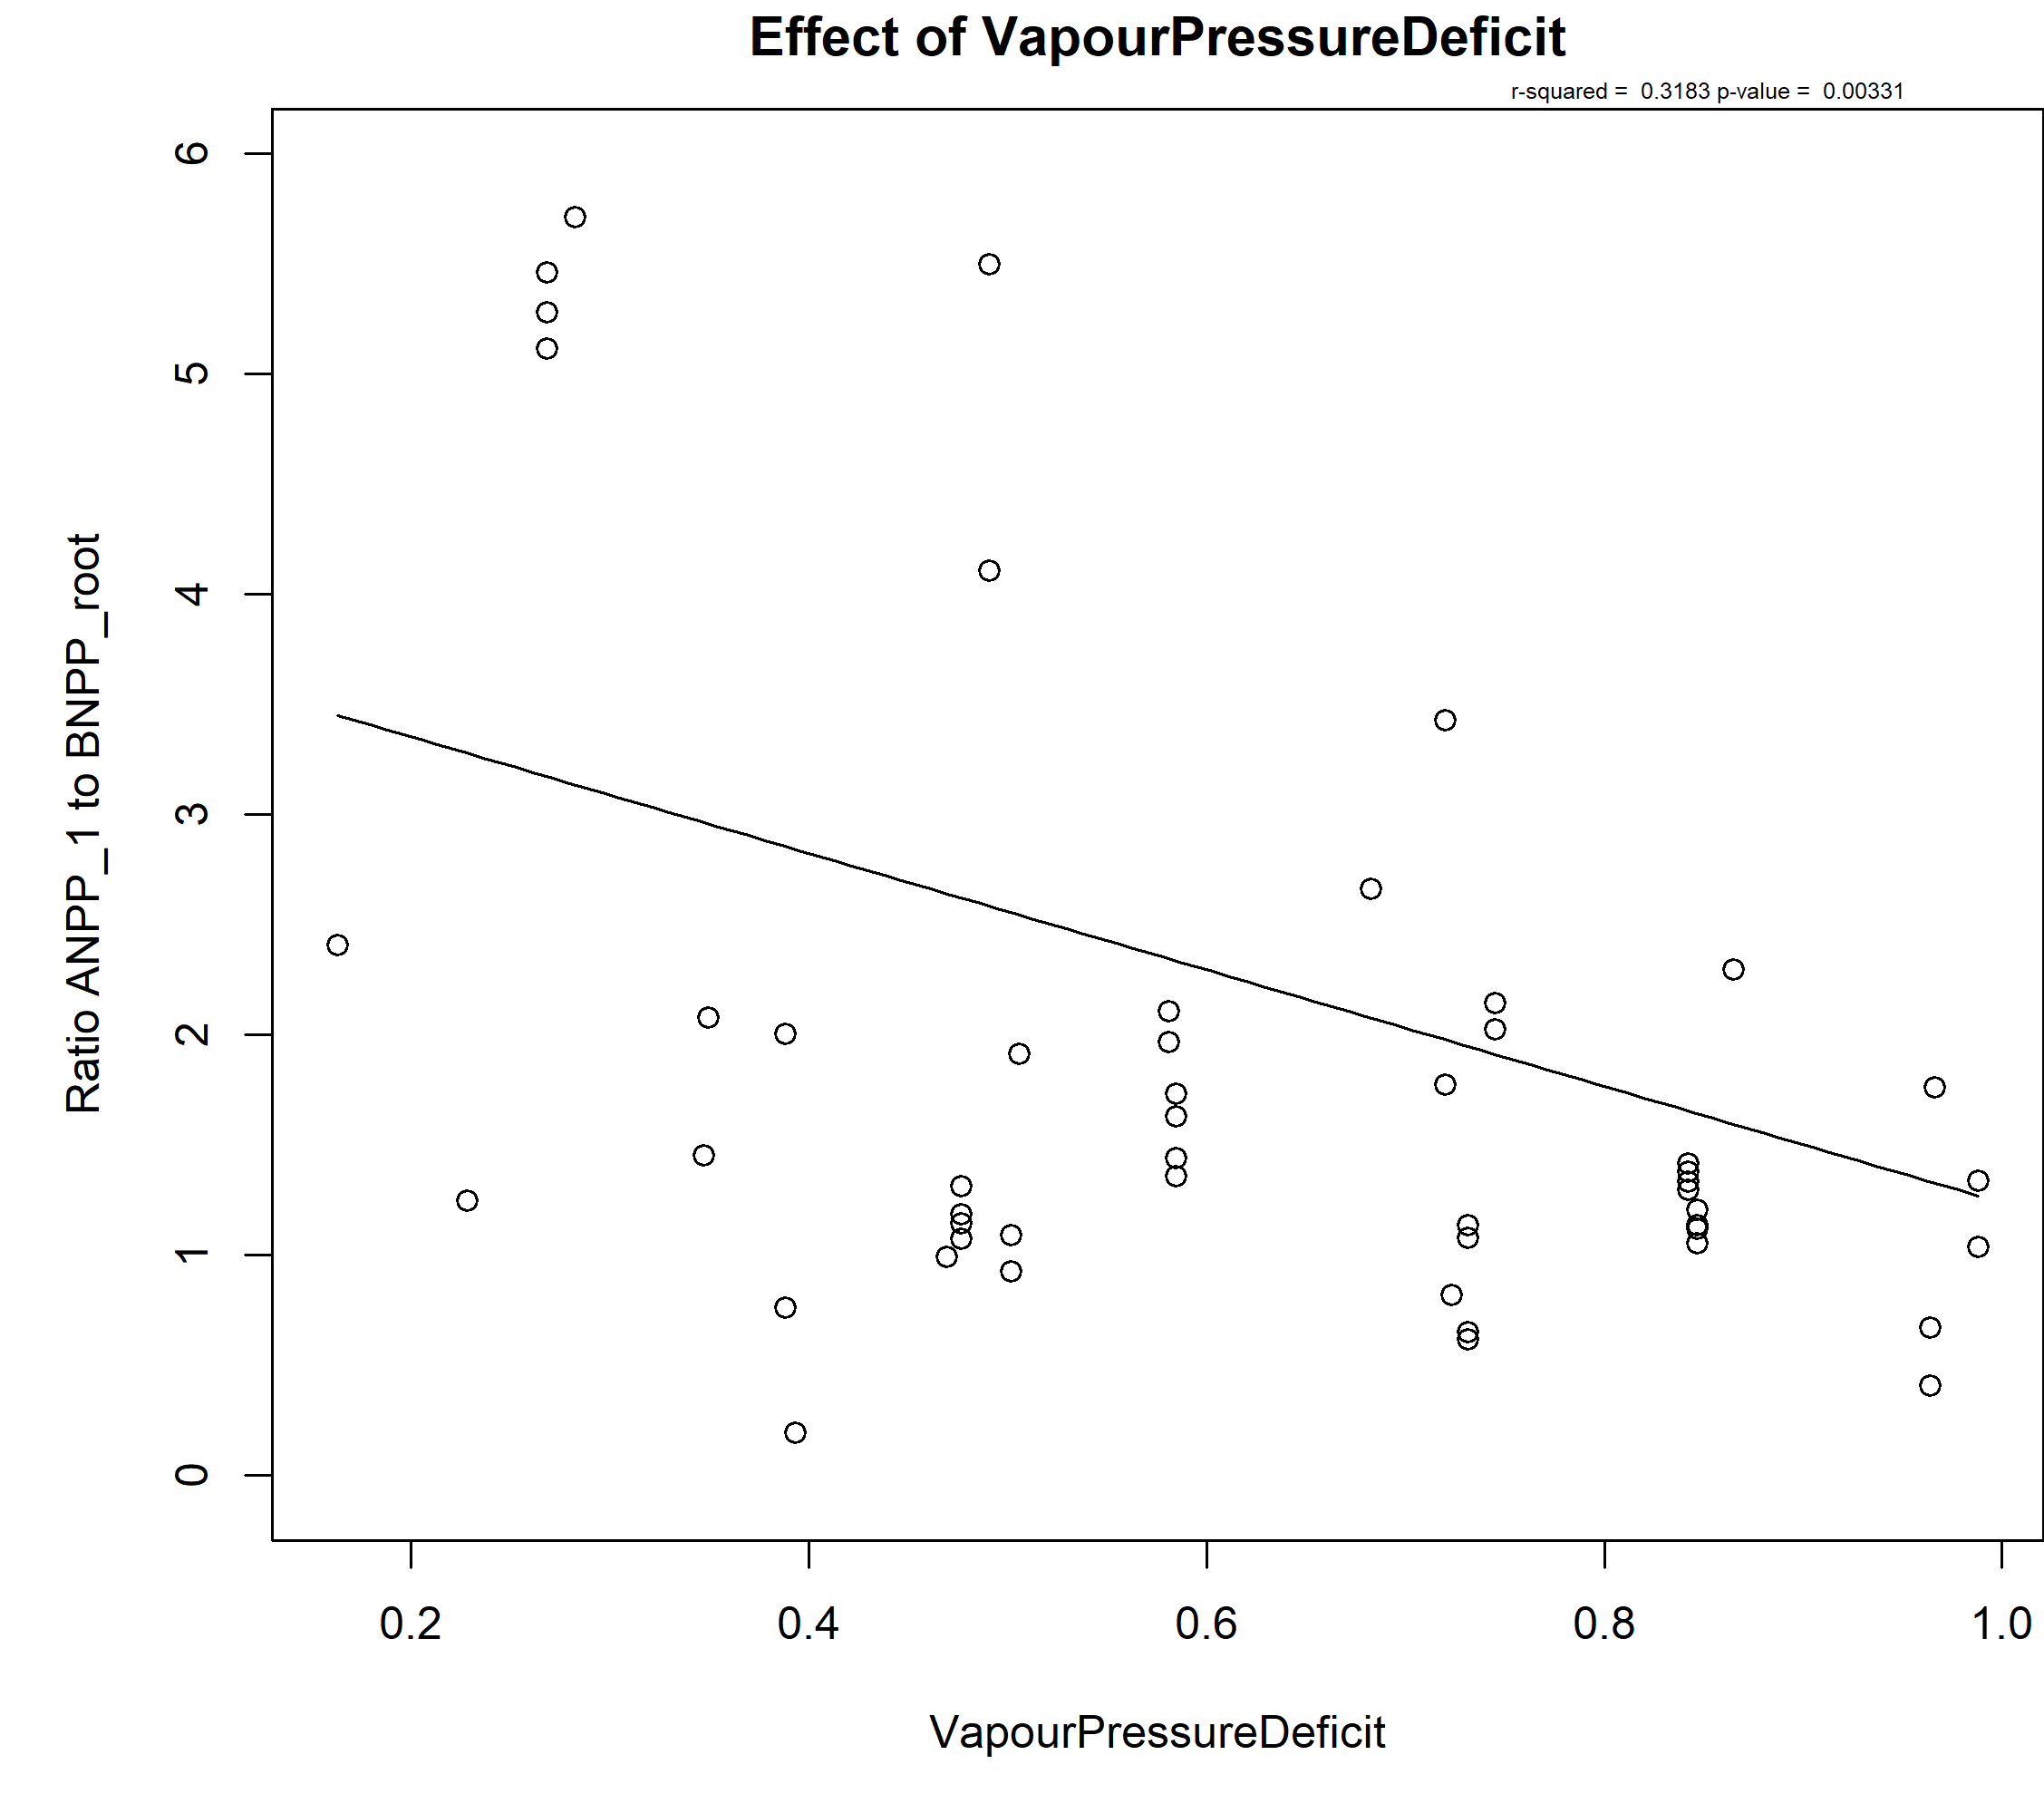 Effect of VapourPressureDeficit
r-squared = 0.3183 p-value = 0.00331
Ratio ANPP_1 to BNPP_root
6
5
4
3
2
1
0
0.2 0.4 0.6 0.8 1.0
VapourPressureDeficit